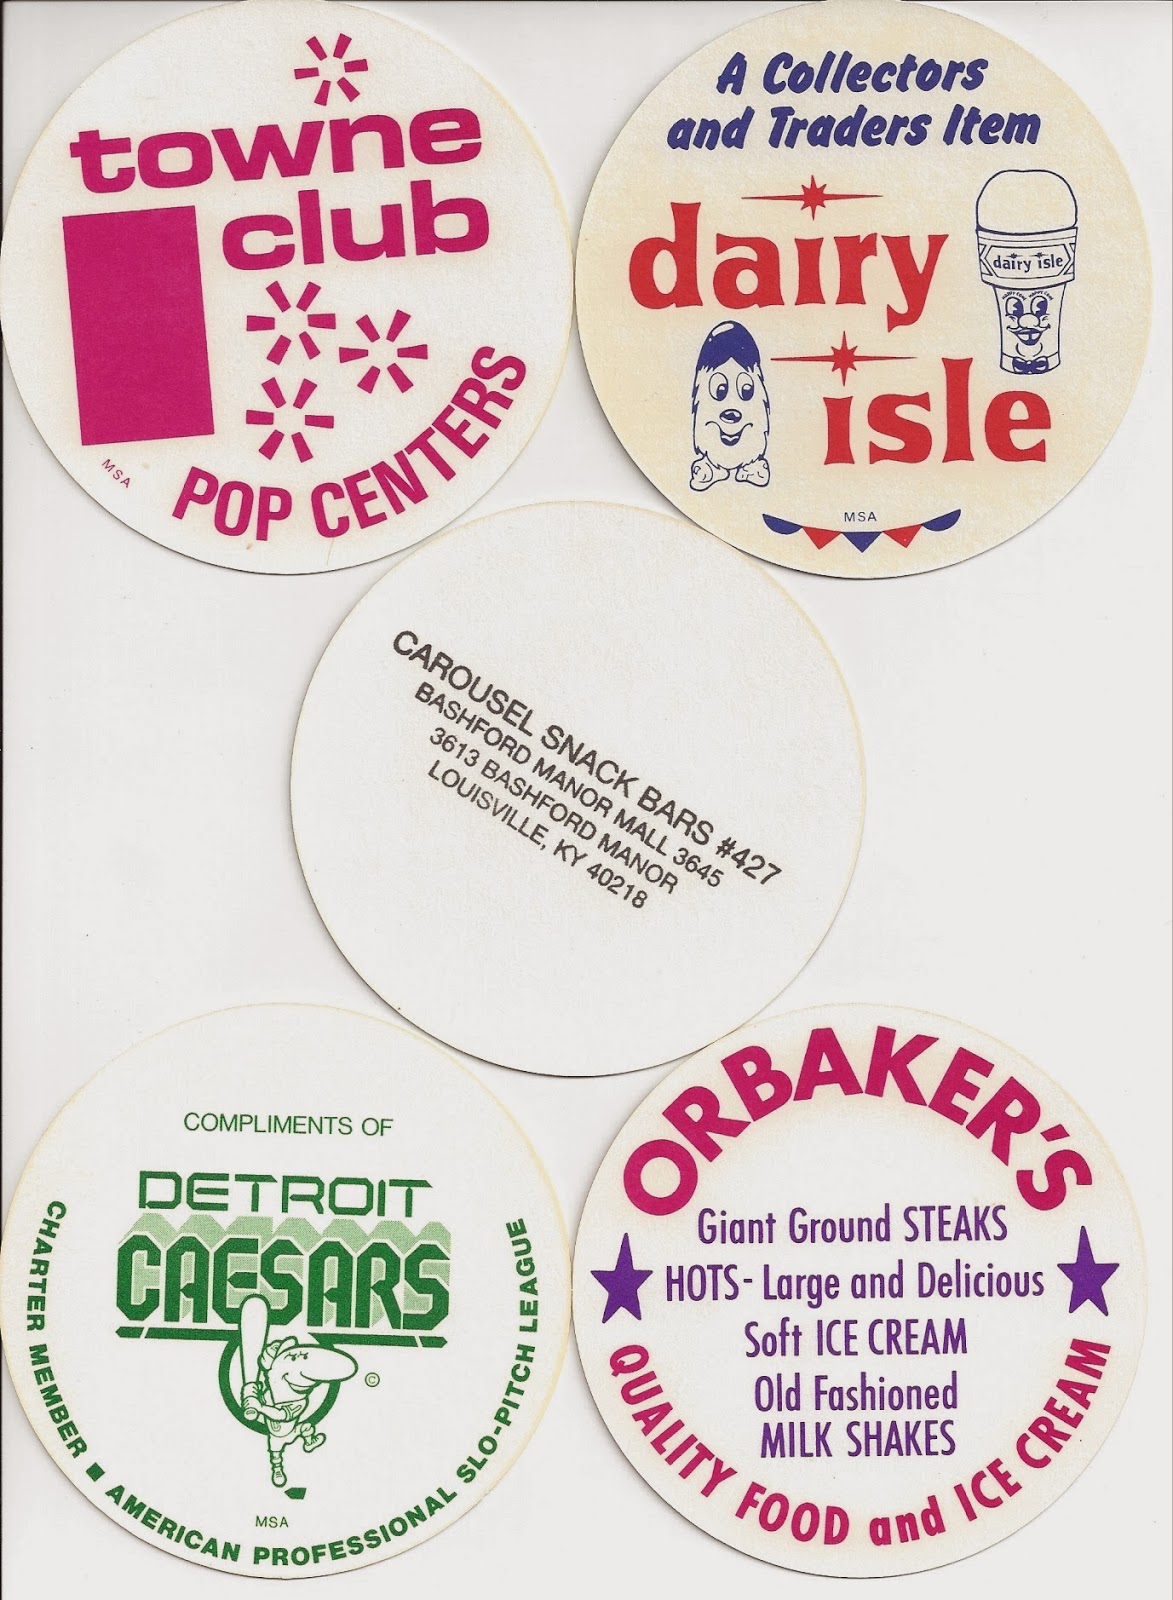 towne
club
POP CENTERS
MSA
A Collectors
and Traders Item
dairy
isle
dairy isle
MSA
CAROUSEL SNACK BARS #427
BASHFORD MANOR MALL 3645
3613 BASHFORD MANOR
LOUISVILLE, KY 40218
COMPLIMENTS OF
DETROIT
CAESARS
©
MSA
CHARTER MEMBER ■ AMERICAN PROFESSIONAL SLO-PITCH LEAGUE
ORBAKER'S
Giant Ground STEAKS
HOTS - Large and Delicious
Soft ICE CREAM
Old Fashioned
MILK SHAKES
QUALITY FOOD and ICE CREAM